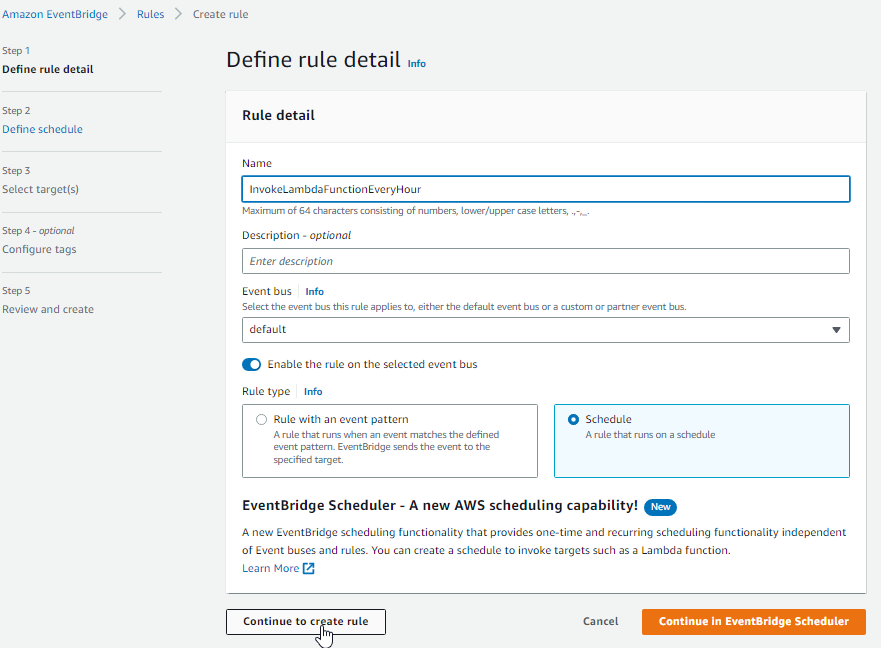 Amazon EventBridge > Rules > Create rule
Step 1
Define rule detail
Step 2
Define schedule
Step 3
Select target(s)
Step 4 - optional
Configure tags
Step 5
Review and create
Define rule detail Info
Rule detail
Name
InvokeLambdaFunctionEveryHour
Maximum of 64 characters consisting of numbers, lower/upper case letters, .,-,_.
Description - optional
Enter description
Event bus Info
Select the event bus this rule applies to, either the default event bus or a custom or partner event bus.
default
Enable the rule on the selected event bus
Rule type Info
Rule with an event pattern
A rule that runs when an event matches the defined
event pattern. EventBridge sends the event to the
specified target.
Schedule
A rule that runs on a schedule
EventBridge Scheduler - A new AWS scheduling capability! New
A new EventBridge scheduling functionality that provides one-time and recurring scheduling functionality independent
of Event buses and rules. You can create a schedule to invoke targets such as a Lambda function.
Learn More
Continue to create rule
Cancel
Continue in EventBridge Scheduler